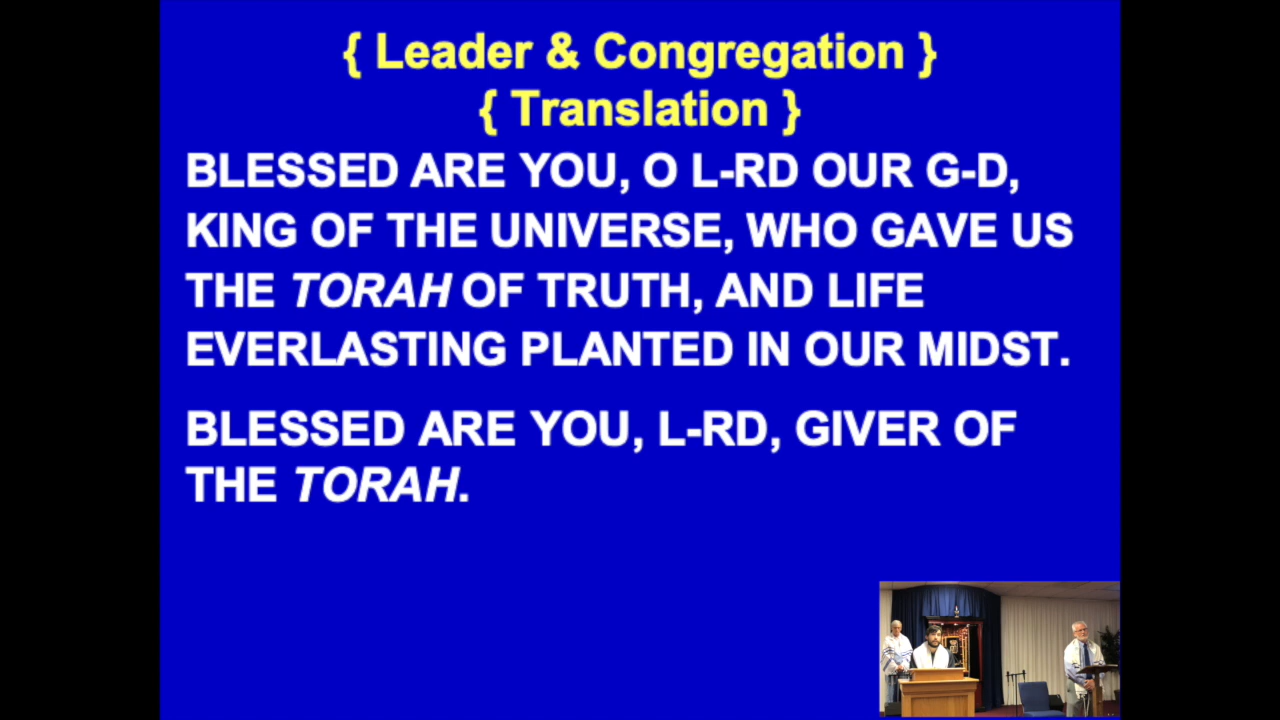 { Leader & Congregation }
{ Translation }
BLESSED ARE YOU, O L-RD OUR G-D,
KING OF THE UNIVERSE, WHO GAVE US
THE TORAH OF TRUTH, AND LIFE
EVERLASTING PLANTED IN OUR MIDST.
BLESSED ARE YOU, L-RD, GIVER OF
THE TORAH.